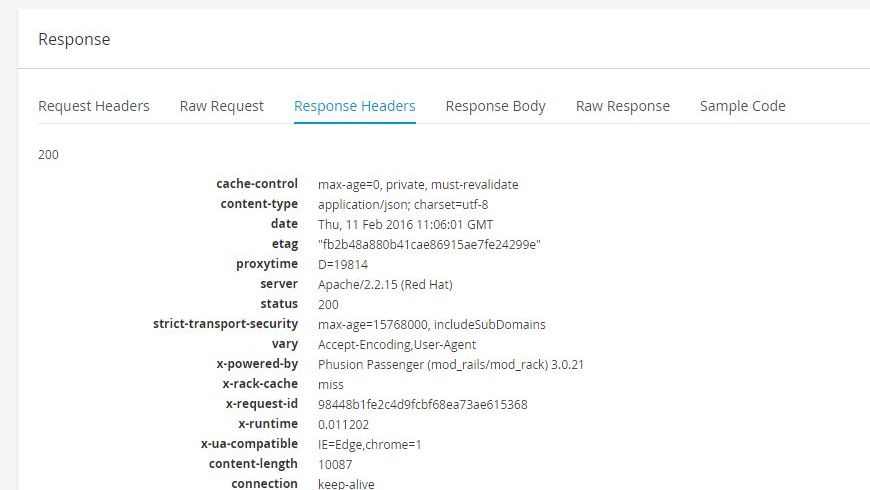 Response
Request Headers Raw Request Response Headers Response Body Raw Response Sample Code
200
cache-control max-age=0, private, must-revalidate
content-type application/json; charset=utf-8
date Thu, 11 Feb 2016 11:06:01 GMT
etag "fb2b48a880b41cae86915ae7fe24299e"
proxytime D=19814
server Apache/2.2.15 (Red Hat)
status 200
strict-transport-security max-age=15768000, includeSubDomains
vary Accept-Encoding,User-Agent
x-powered-by Phusion Passenger (mod_rails/mod_rack) 3.0.21
x-rack-cache miss
x-request-id 98448b1fe2c4d9fcbf68ea73ae615368
x-runtime 0.011202
x-ua-compatible IE=Edge,chrome=1
content-length 10087
connection keep-alive